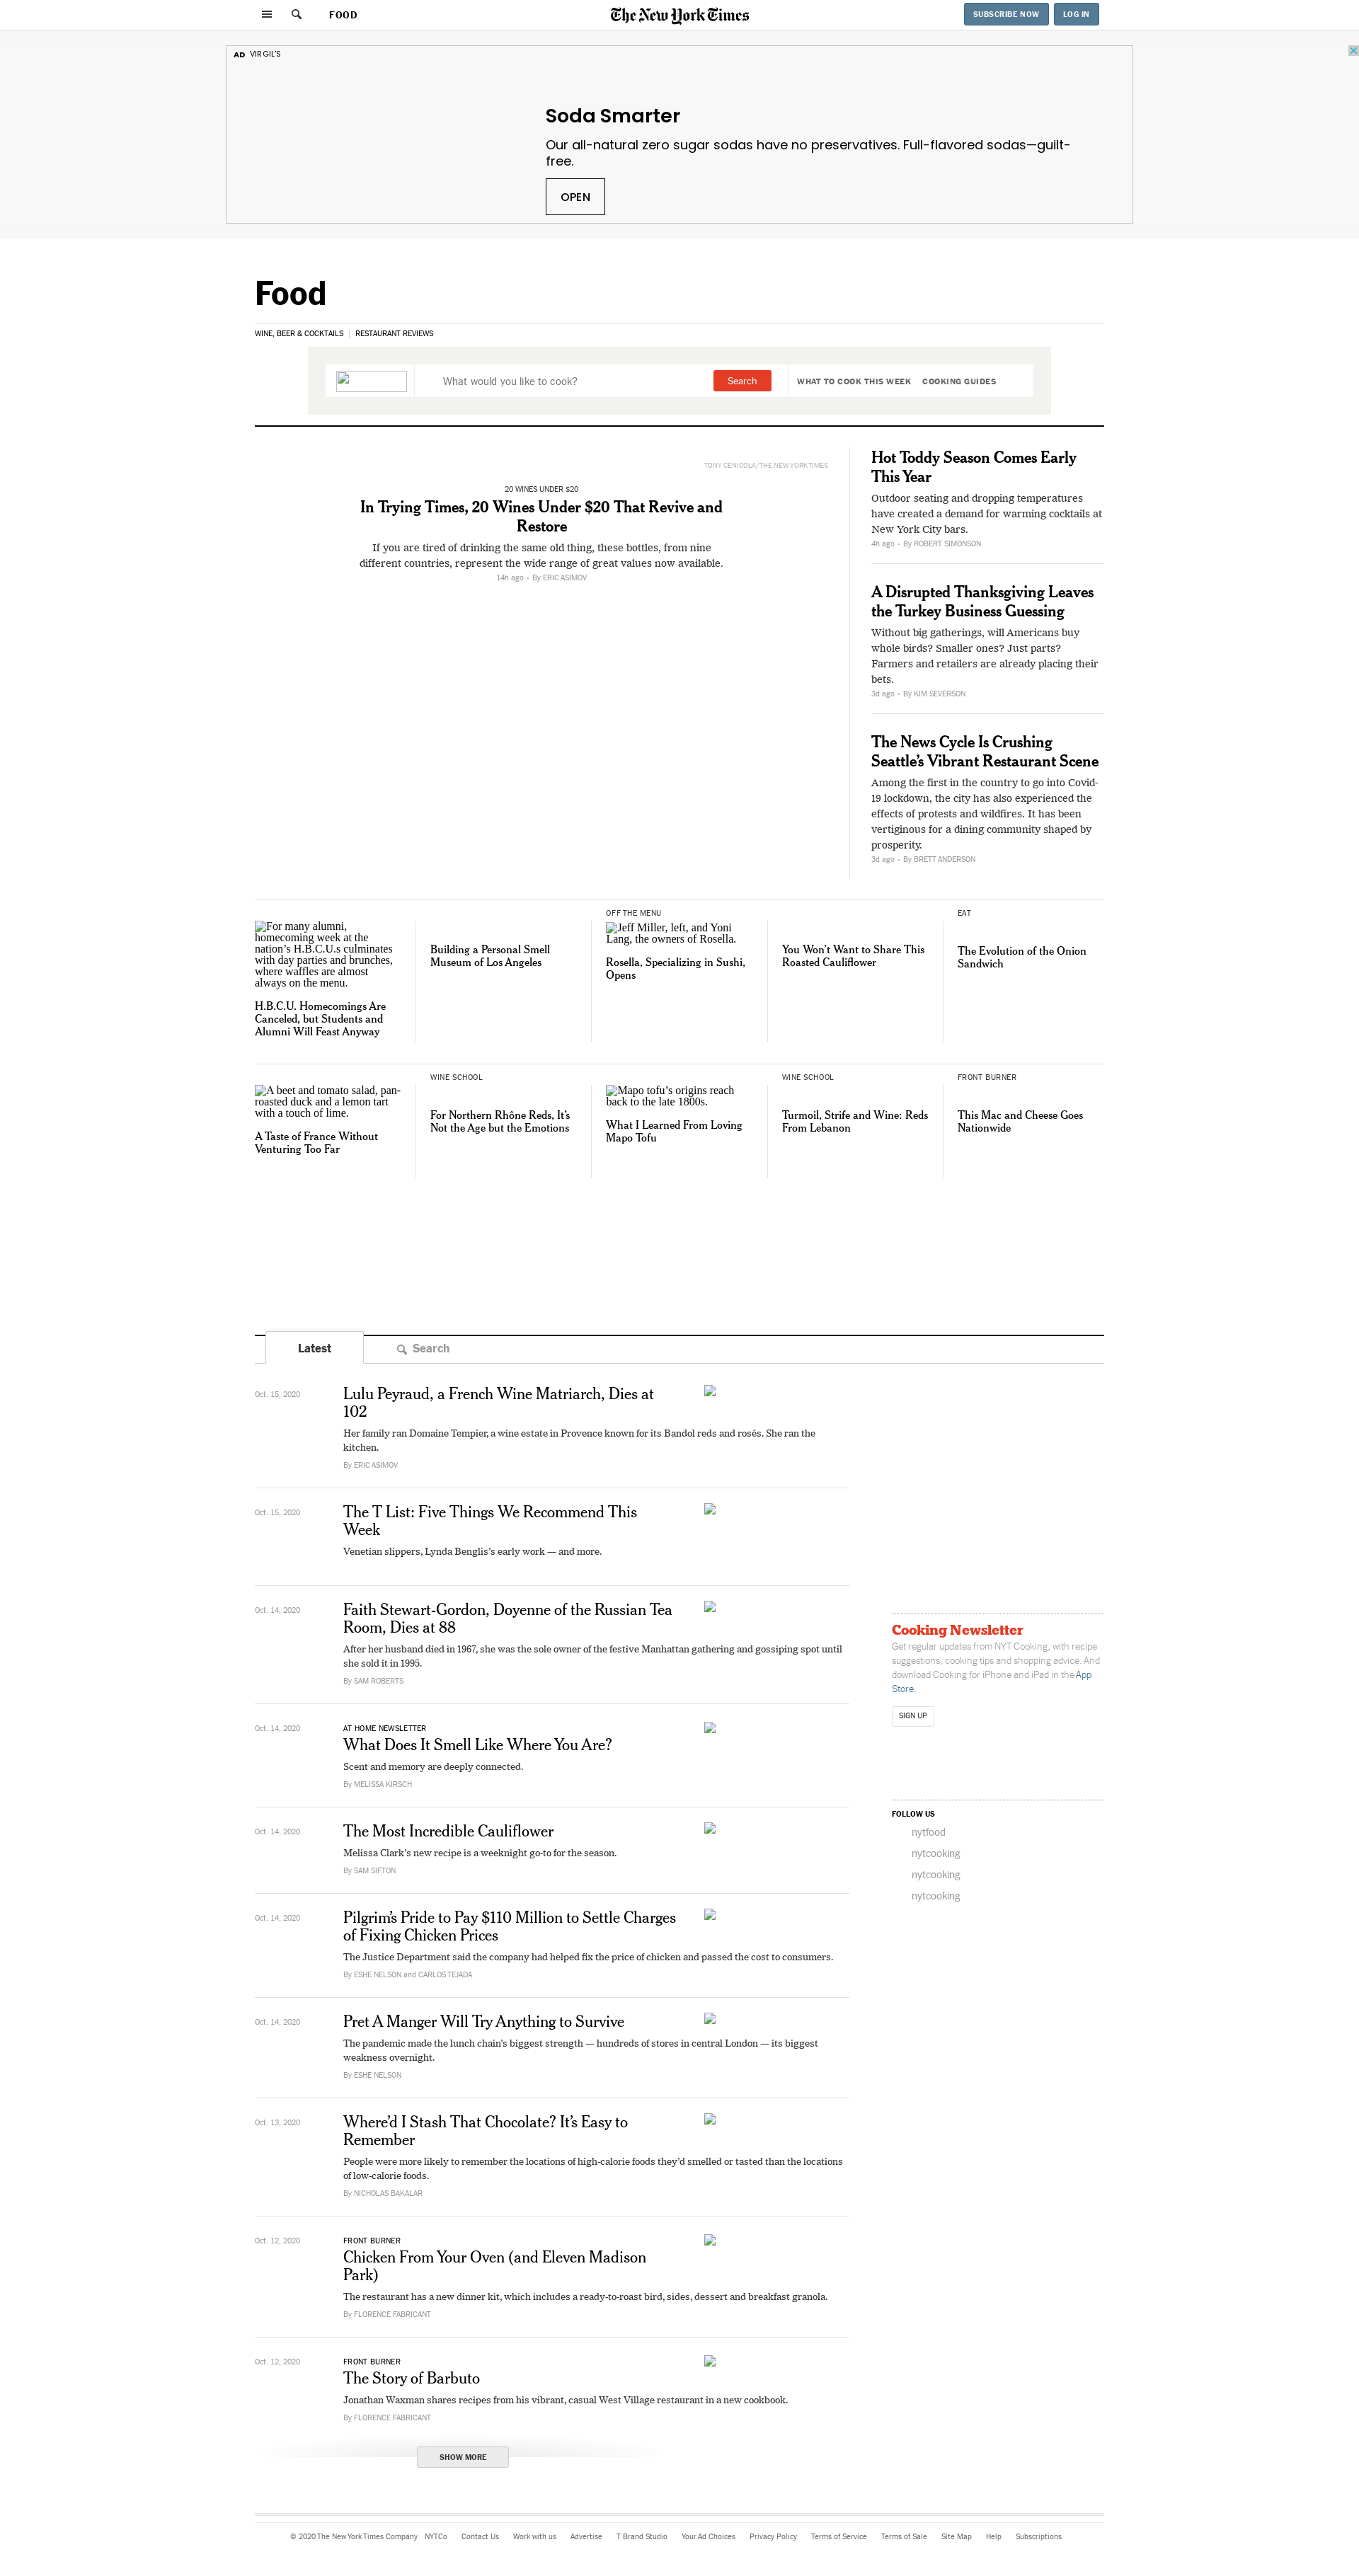 FOOD
The New York Times
SUBSCRIBE NOW
LOG IN
AD VIRGIL'S
Soda Smarter
Our all-natural zero sugar sodas have no preservatives. Full-flavored sodas—guilt-
free.
OPEN
Food
WINE, BEER & COCKTAILS
RESTAURANT REVIEWS
What would you like to cook?
Search
WHAT TO COOK THIS WEEK
COOKING GUIDES
TONY CENICOLA/THE NEW YORK TIMES
20 WINES UNDER $20
In Trying Times, 20 Wines Under $20 That Revive and
Restore
If you are tired of drinking the same old thing, these bottles, from nine
different countries, represent the wide range of great values now available.
14h ago • By ERIC ASIMOV
Hot Toddy Season Comes Early
This Year
Outdoor seating and dropping temperatures
have created a demand for warming cocktails at
New York City bars.
4h ago • By ROBERT SIMONSON
A Disrupted Thanksgiving Leaves
the Turkey Business Guessing
Without big gatherings, will Americans buy
whole birds? Smaller ones? Just parts?
Farmers and retailers are already placing their
bets.
3d ago • By KIM SEVERSON
The News Cycle Is Crushing
Seattle’s Vibrant Restaurant Scene
Among the first in the country to go into Covid-
19 lockdown, the city has also experienced the
effects of protests and wildfires. It has been
vertiginous for a dining community shaped by
prosperity.
3d ago • By BRETT ANDERSON
For many alumni,
homecoming week at the
nation’s H.B.C.U.s culminates
with day parties and brunches,
where waffles are almost
always on the menu.
H.B.C.U. Homecomings Are
Canceled, but Students and
Alumni Will Feast Anyway
Building a Personal Smell
Museum of Los Angeles
OFF THE MENU
Jeff Miller, left, and Yoni
Lang, the owners of Rosella.
Rosella, Specializing in Sushi,
Opens
You Won’t Want to Share This
Roasted Cauliflower
EAT
The Evolution of the Onion
Sandwich
A beet and tomato salad, pan-
roasted duck and a lemon tart
with a touch of lime.
A Taste of France Without
Venturing Too Far
WINE SCHOOL
For Northern Rhône Reds, It’s
Not the Age but the Emotions
Mapo tofu’s origins reach
back to the late 1800s.
What I Learned From Loving
Mapo Tofu
WINE SCHOOL
Turmoil, Strife and Wine: Reds
From Lebanon
FRONT BURNER
This Mac and Cheese Goes
Nationwide
Latest
Search
Oct. 15, 2020
Lulu Peyraud, a French Wine Matriarch, Dies at
102
Her family ran Domaine Tempier, a wine estate in Provence known for its Bandol reds and rosés. She ran the
kitchen.
By ERIC ASIMOV
Oct. 15, 2020
The T List: Five Things We Recommend This
Week
Venetian slippers, Lynda Benglis’s early work — and more.
Oct. 14, 2020
Faith Stewart-Gordon, Doyenne of the Russian Tea
Room, Dies at 88
After her husband died in 1967, she was the sole owner of the festive Manhattan gathering and gossiping spot until
she sold it in 1995.
By SAM ROBERTS
Oct. 14, 2020
AT HOME NEWSLETTER
What Does It Smell Like Where You Are?
Scent and memory are deeply connected.
By MELISSA KIRSCH
Oct. 14, 2020
The Most Incredible Cauliflower
Melissa Clark’s new recipe is a weeknight go-to for the season.
By SAM SIFTON
Oct. 14, 2020
Pilgrim’s Pride to Pay $110 Million to Settle Charges
of Fixing Chicken Prices
The Justice Department said the company had helped fix the price of chicken and passed the cost to consumers.
By ESHE NELSON and CARLOS TEJADA
Oct. 14, 2020
Pret A Manger Will Try Anything to Survive
The pandemic made the lunch chain’s biggest strength — hundreds of stores in central London — its biggest
weakness overnight.
By ESHE NELSON
Oct. 13, 2020
Where’d I Stash That Chocolate? It’s Easy to
Remember
People were more likely to remember the locations of high-calorie foods they’d smelled or tasted than the locations
of low-calorie foods.
By NICHOLAS BAKALAR
Oct. 12, 2020
FRONT BURNER
Chicken From Your Oven (and Eleven Madison
Park)
The restaurant has a new dinner kit, which includes a ready-to-roast bird, sides, dessert and breakfast granola.
By FLORENCE FABRICANT
Oct. 12, 2020
FRONT BURNER
The Story of Barbuto
Jonathan Waxman shares recipes from his vibrant, casual West Village restaurant in a new cookbook.
By FLORENCE FABRICANT
SHOW MORE
Cooking Newsletter
Get regular updates from NYT Cooking, with recipe
suggestions, cooking tips and shopping advice. And
download Cooking for iPhone and iPad in the App
Store.
SIGN UP
FOLLOW US
nytfood
nytcooking
nytcooking
nytcooking
© 2020 The New York Times Company NYTCo Contact Us Work with us Advertise T Brand Studio Your Ad Choices Privacy Policy Terms of Service Terms of Sale Site Map Help Subscriptions